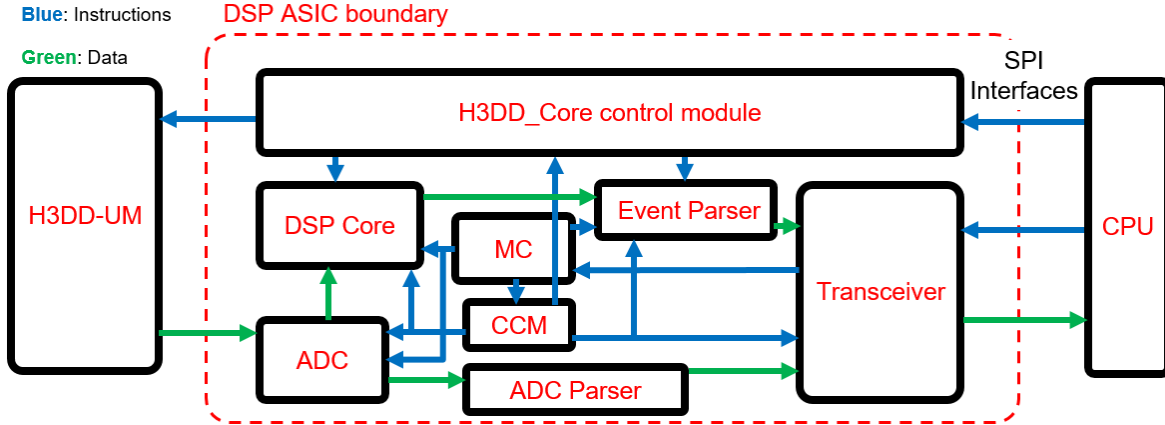 Blue: Instructions
DSP ASIC boundary
Green: Data
SPI
Interfaces
H3DD_Core control module
H3DD-UM
DSP Core
Event Parser
MC
CPU
Transceiver
CCM
ADC
ADC Parser